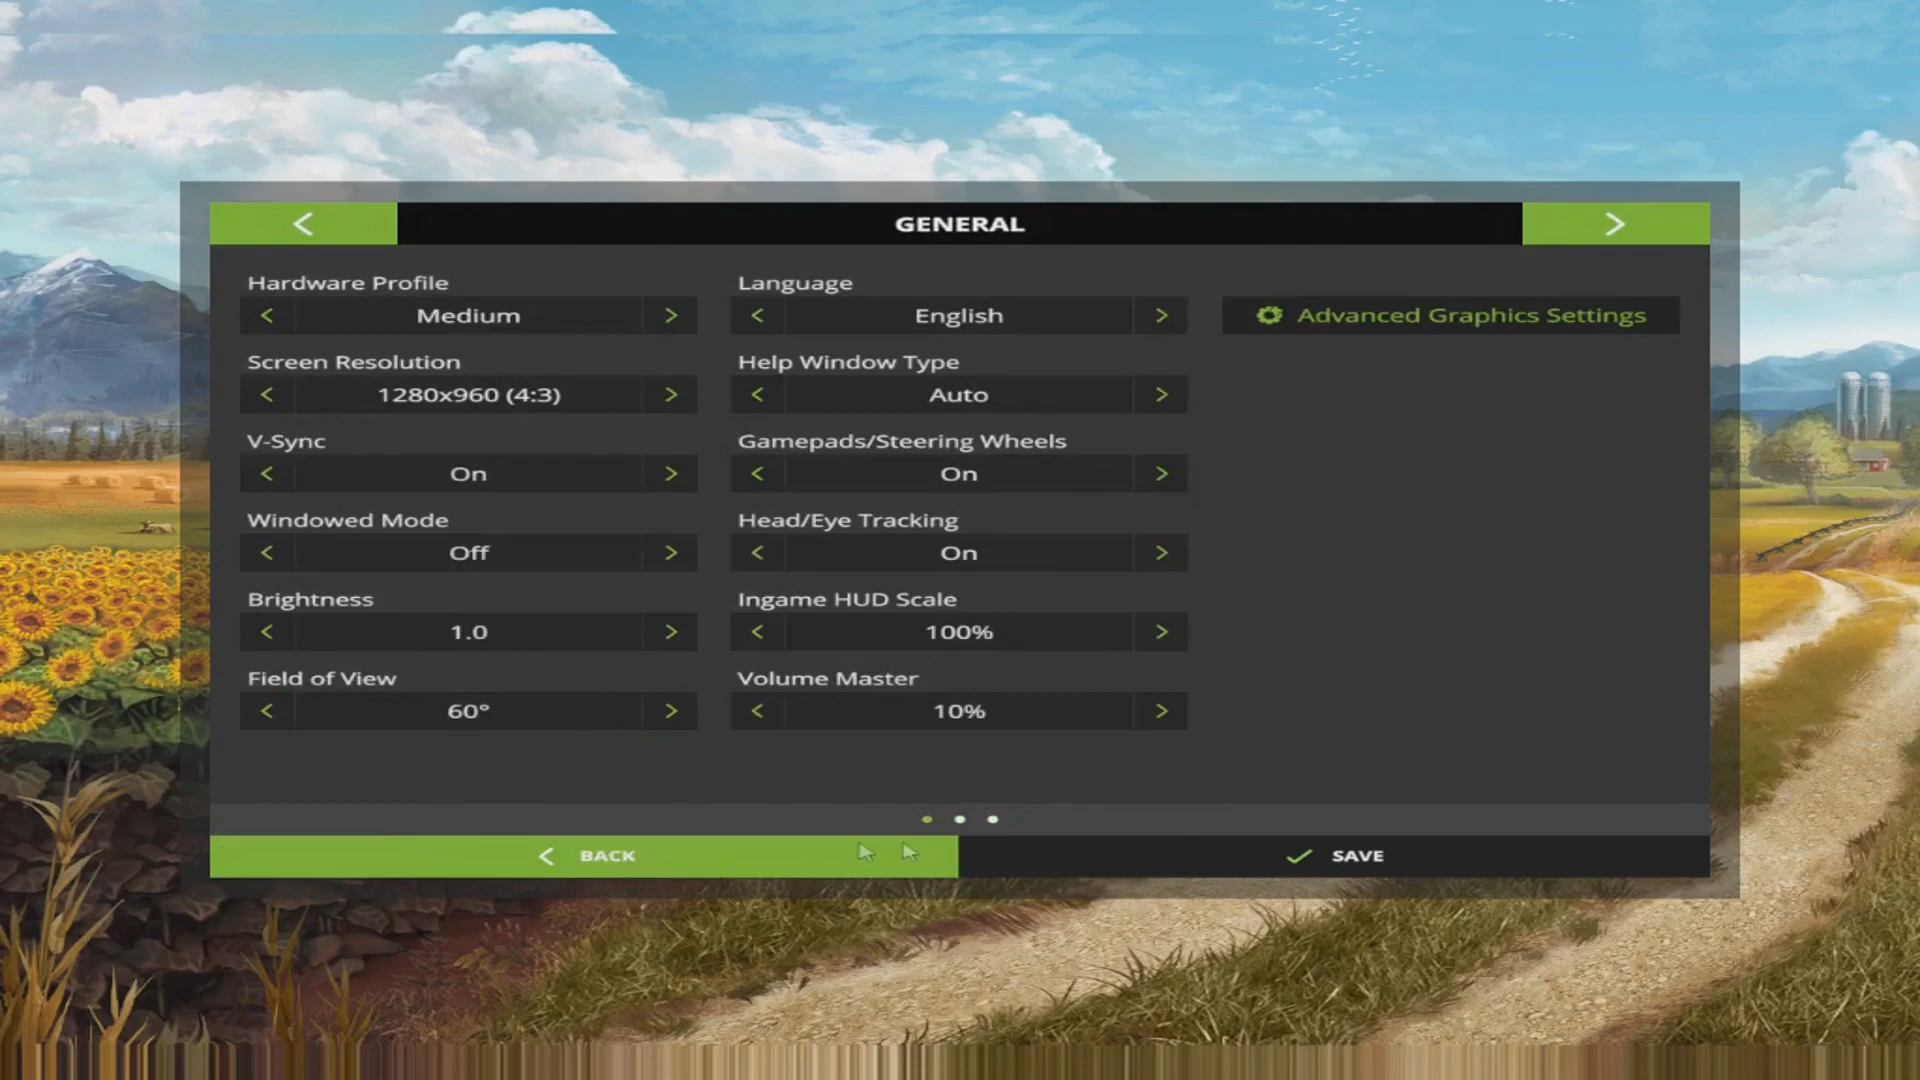 GENERAL
Hardware Profile
Medium
Screen Resolution
1280x960 (4:3)
V-Sync
On
Windowed Mode
Off
Brightness
1.0
Field of View
60°
Language
English
Help Window Type
Auto
Gamepads/Steering Wheels
On
Head/Eye Tracking
On
Ingame HUD Scale
100%
Volume Master
10%
Advanced Graphics Settings
BACK
SAVE